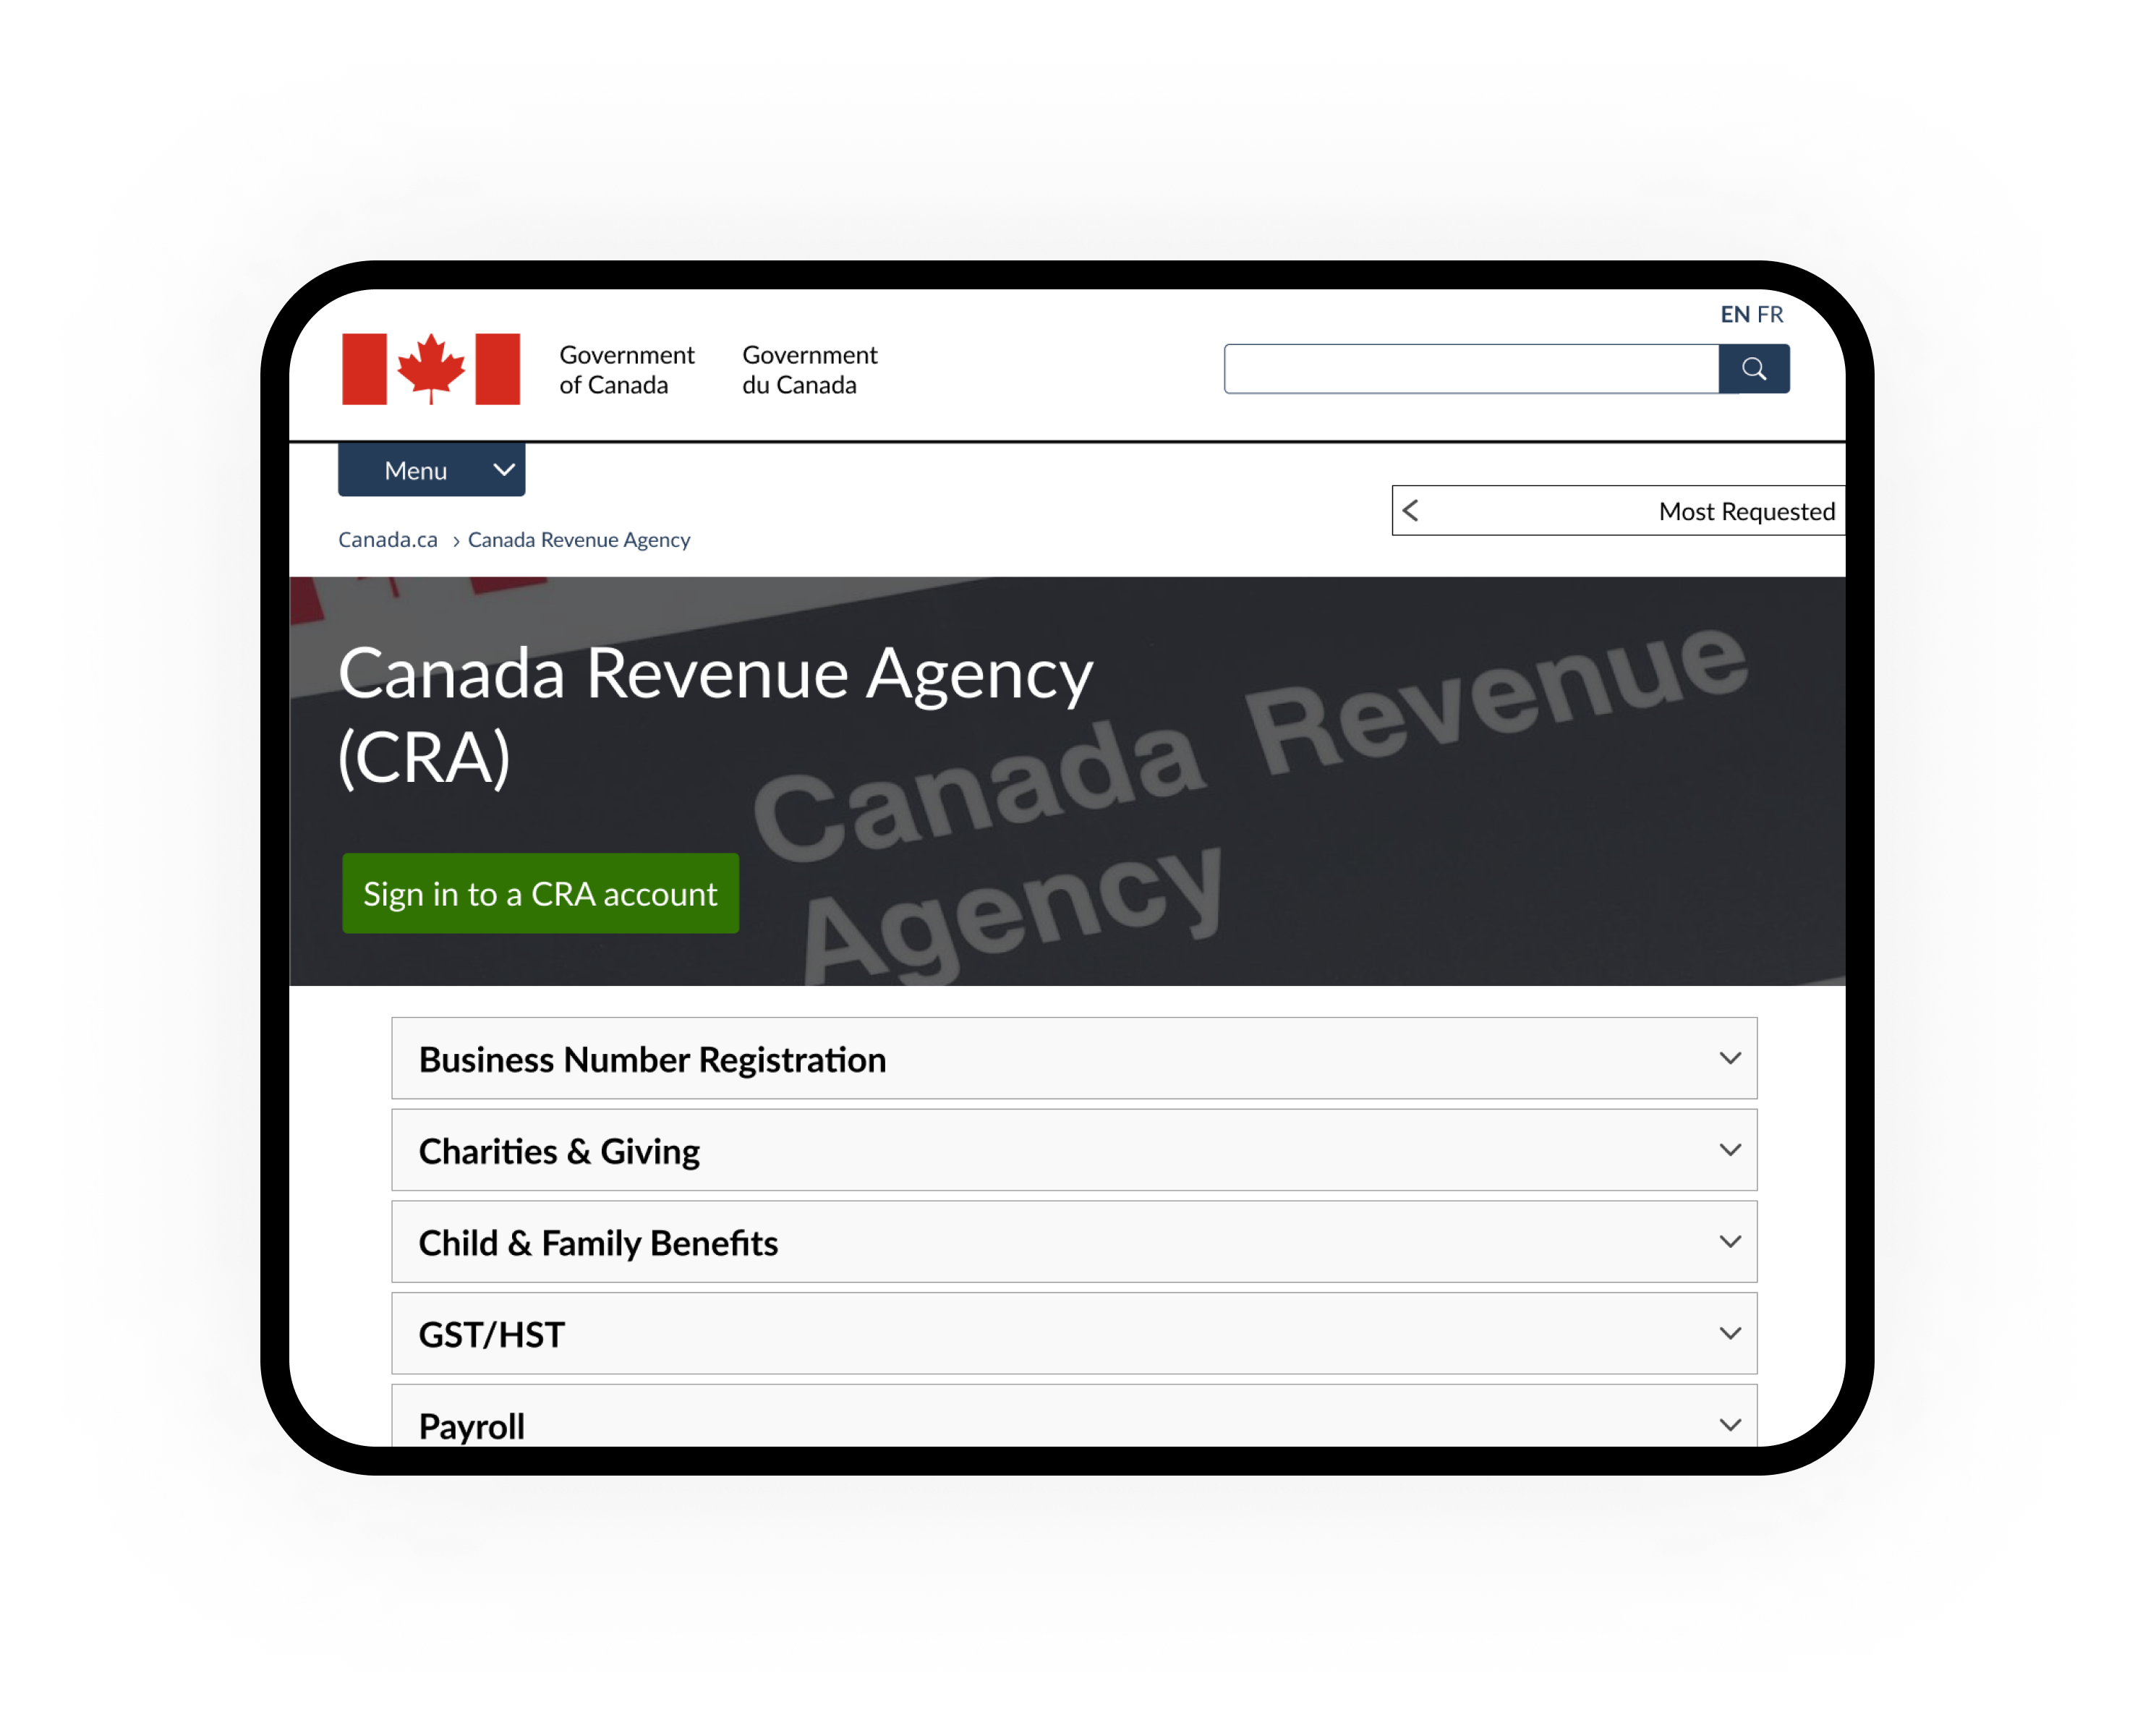 EN FR
Government
of Canada
Government
du Canada
Menu
Most Requested
Canada.ca > Canada Revenue Agency
Canada Revenue Agency
(CRA)
Canada Revenue
Agency
Sign in to a CRA account
Business Number Registration
Charities & Giving
Child & Family Benefits
GST/HST
Payroll